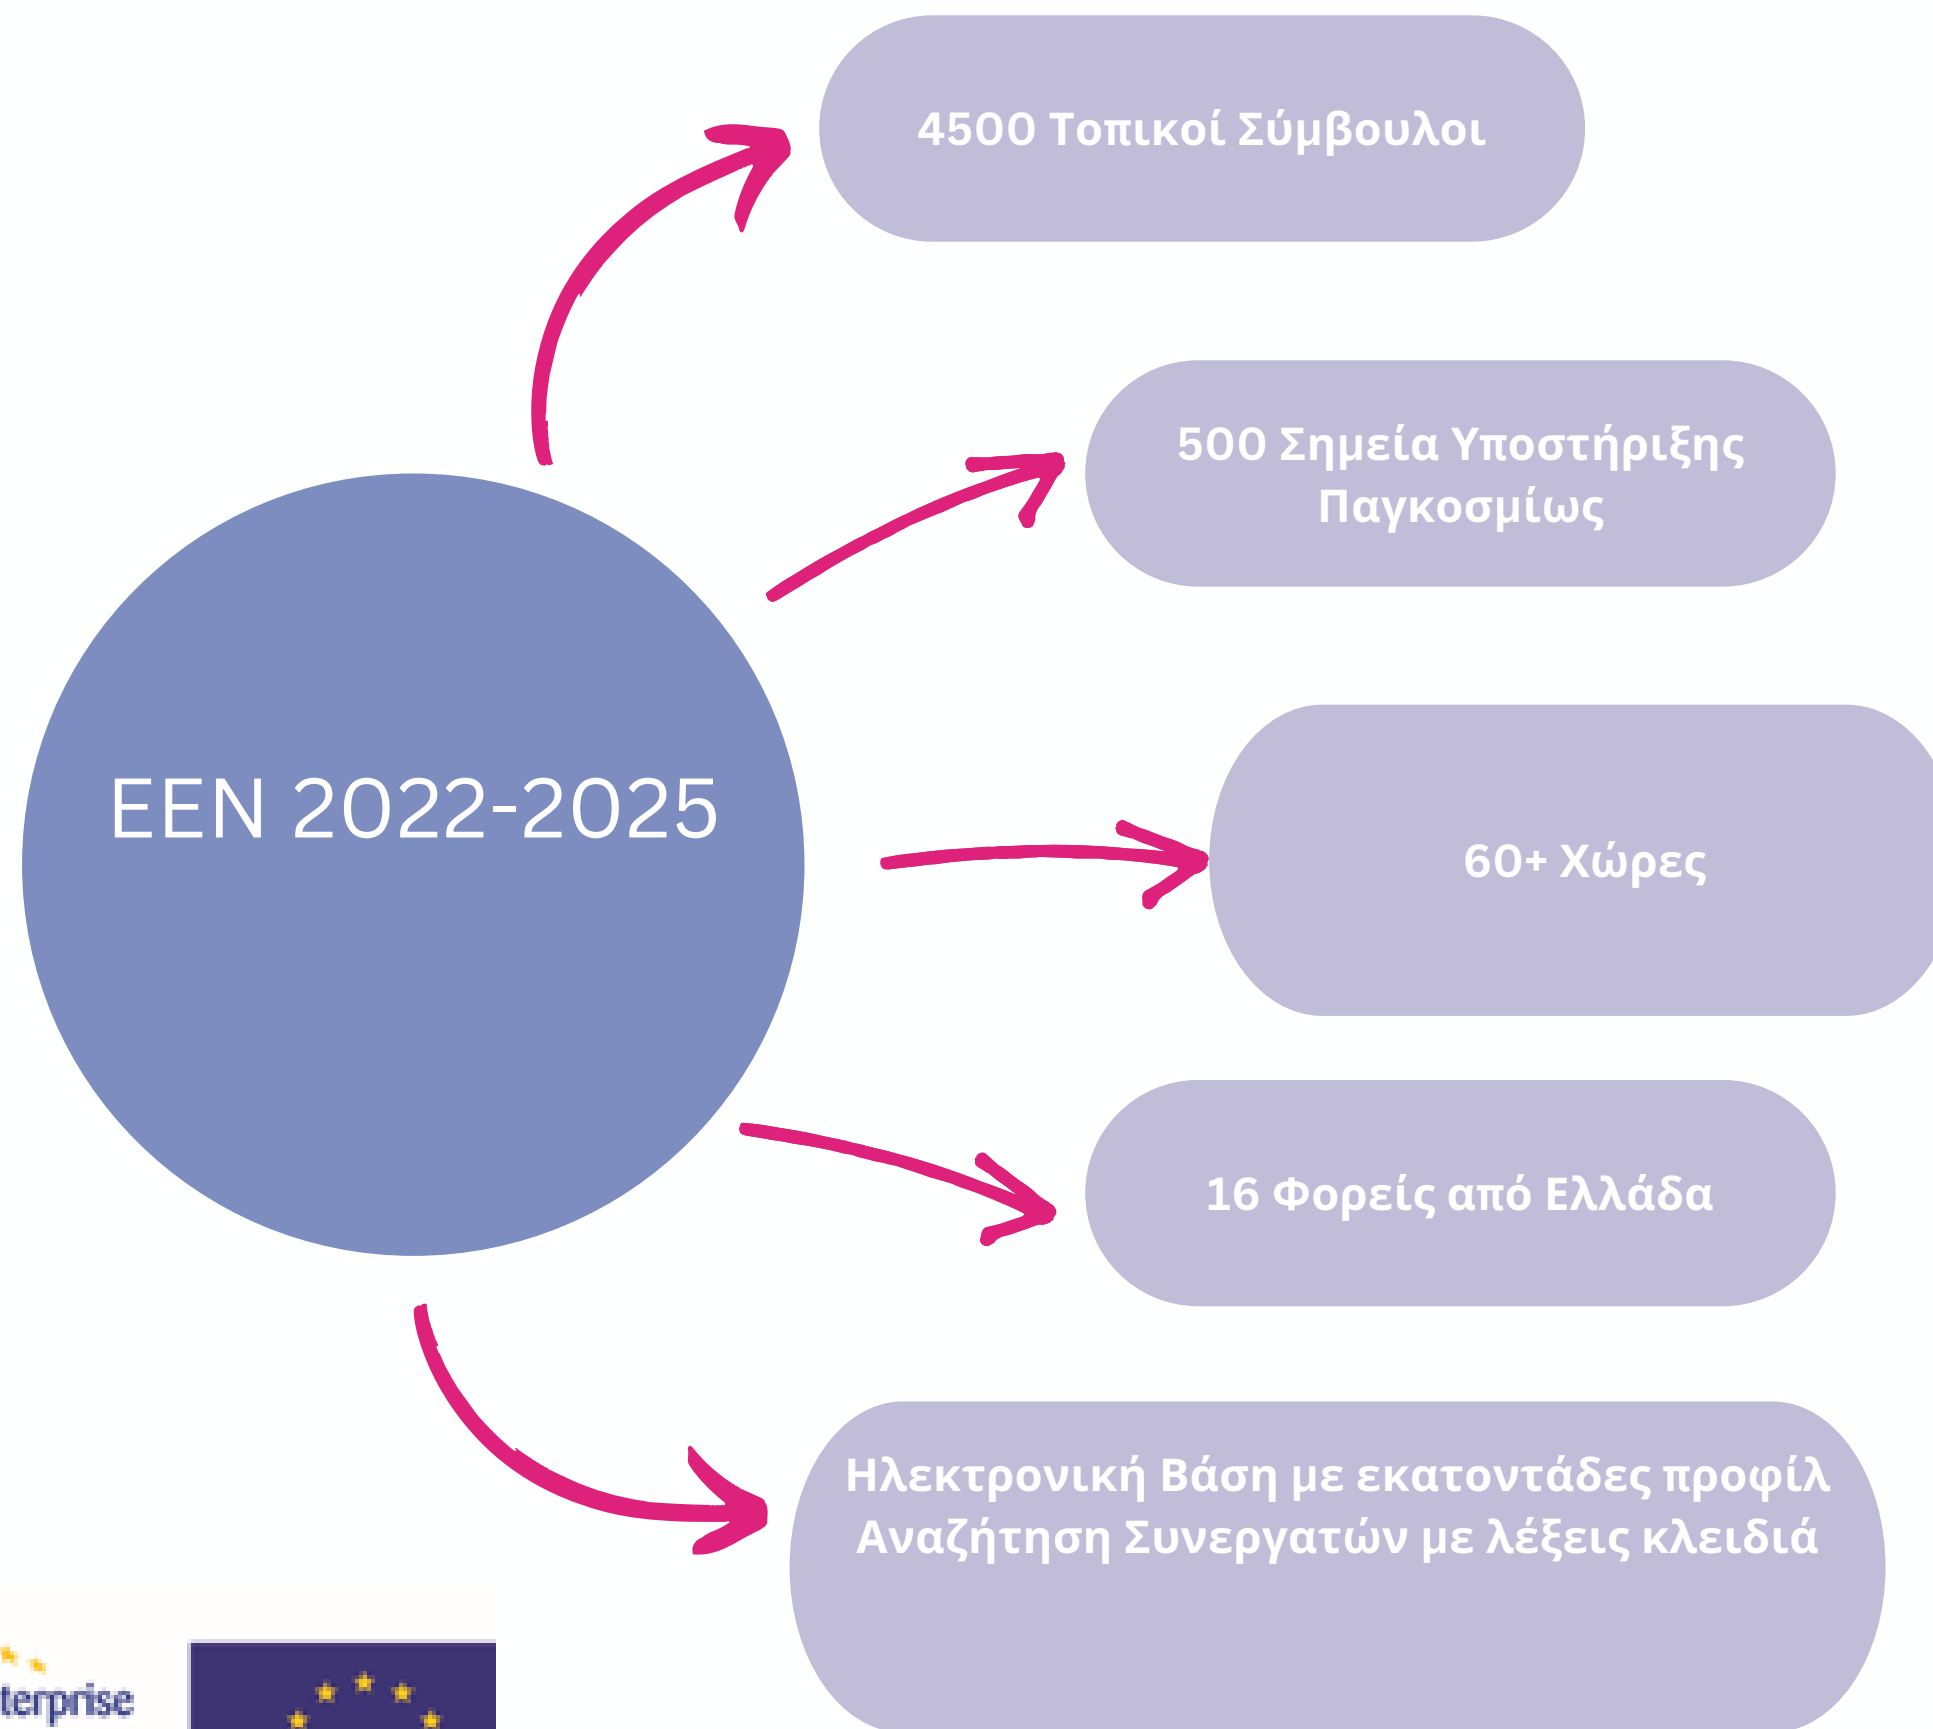 4500 Τοπικοί Σύμβουλοι
500 Σημεία Υποστήριξης
Παγκοσμίως
EEN 2022-2025
60+ Χώρες
16 Φορείς από Ελλάδα
Ηλεκτρονική Βάση με εκατοντάδες προφίλ
Αναζήτηση Συνεργατών με λέξεις κλειδιά
terprise